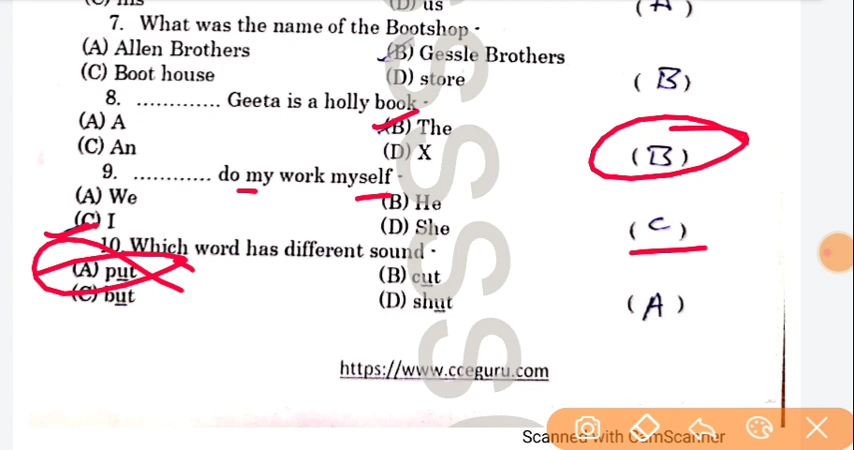 (D) us
(A)
7. What was the name of the Bootshop -
(A) Allen Brothers (B) Gessle Brothers
(C) Boot house (D) store (B)
8. ............. Geeta is a holly book -
(A) A (B) The
(C) An (D) X (B)
9. ............ do my work myself -
(A) We (B) He
(C) I (D) She (C)
10. Which word has different sound -
(A) put (B) cut
(C) but (D) shut (A)
https://www.cceguru.com
Scanned with CamScanner